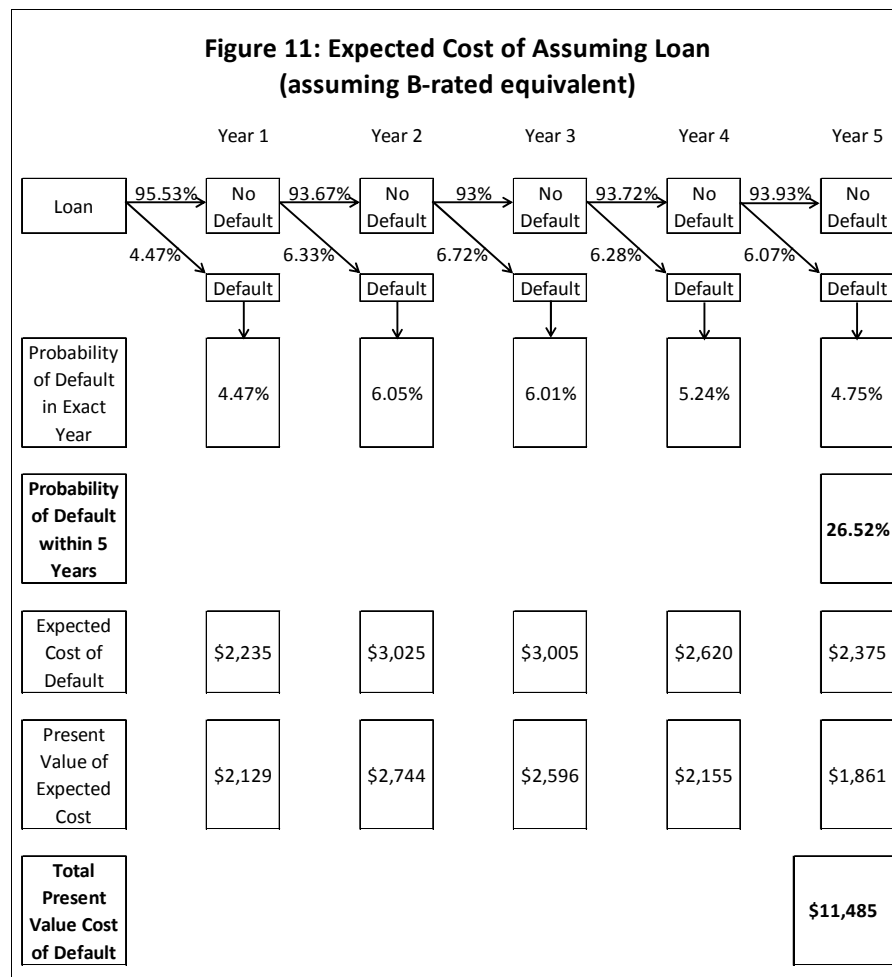 Figure 11: Expected Cost of Assuming Loan
(assuming B-rated equivalent)
Year 1 Year 2 Year 3 Year 4 Year 5
Loan
95.53%
No
Default
93.67%
No
Default
93%
No
Default
93.72%
No
Default
93.93%
No
Default
4.47% 6.33% 6.72% 6.28% 6.07%
Default Default Default Default Default
Probability
of Default
in Exact
Year
4.47% 6.05% 6.01% 5.24% 4.75%
Probability
of Default
within 5
Years
26.52%
Expected
Cost of
Default
$2,235 $3,025 $3,005 $2,620 $2,375
Present
Value of
Expected
Cost
$2,129 $2,744 $2,596 $2,155 $1,861
Total
Present
Value Cost
of Default
$11,485